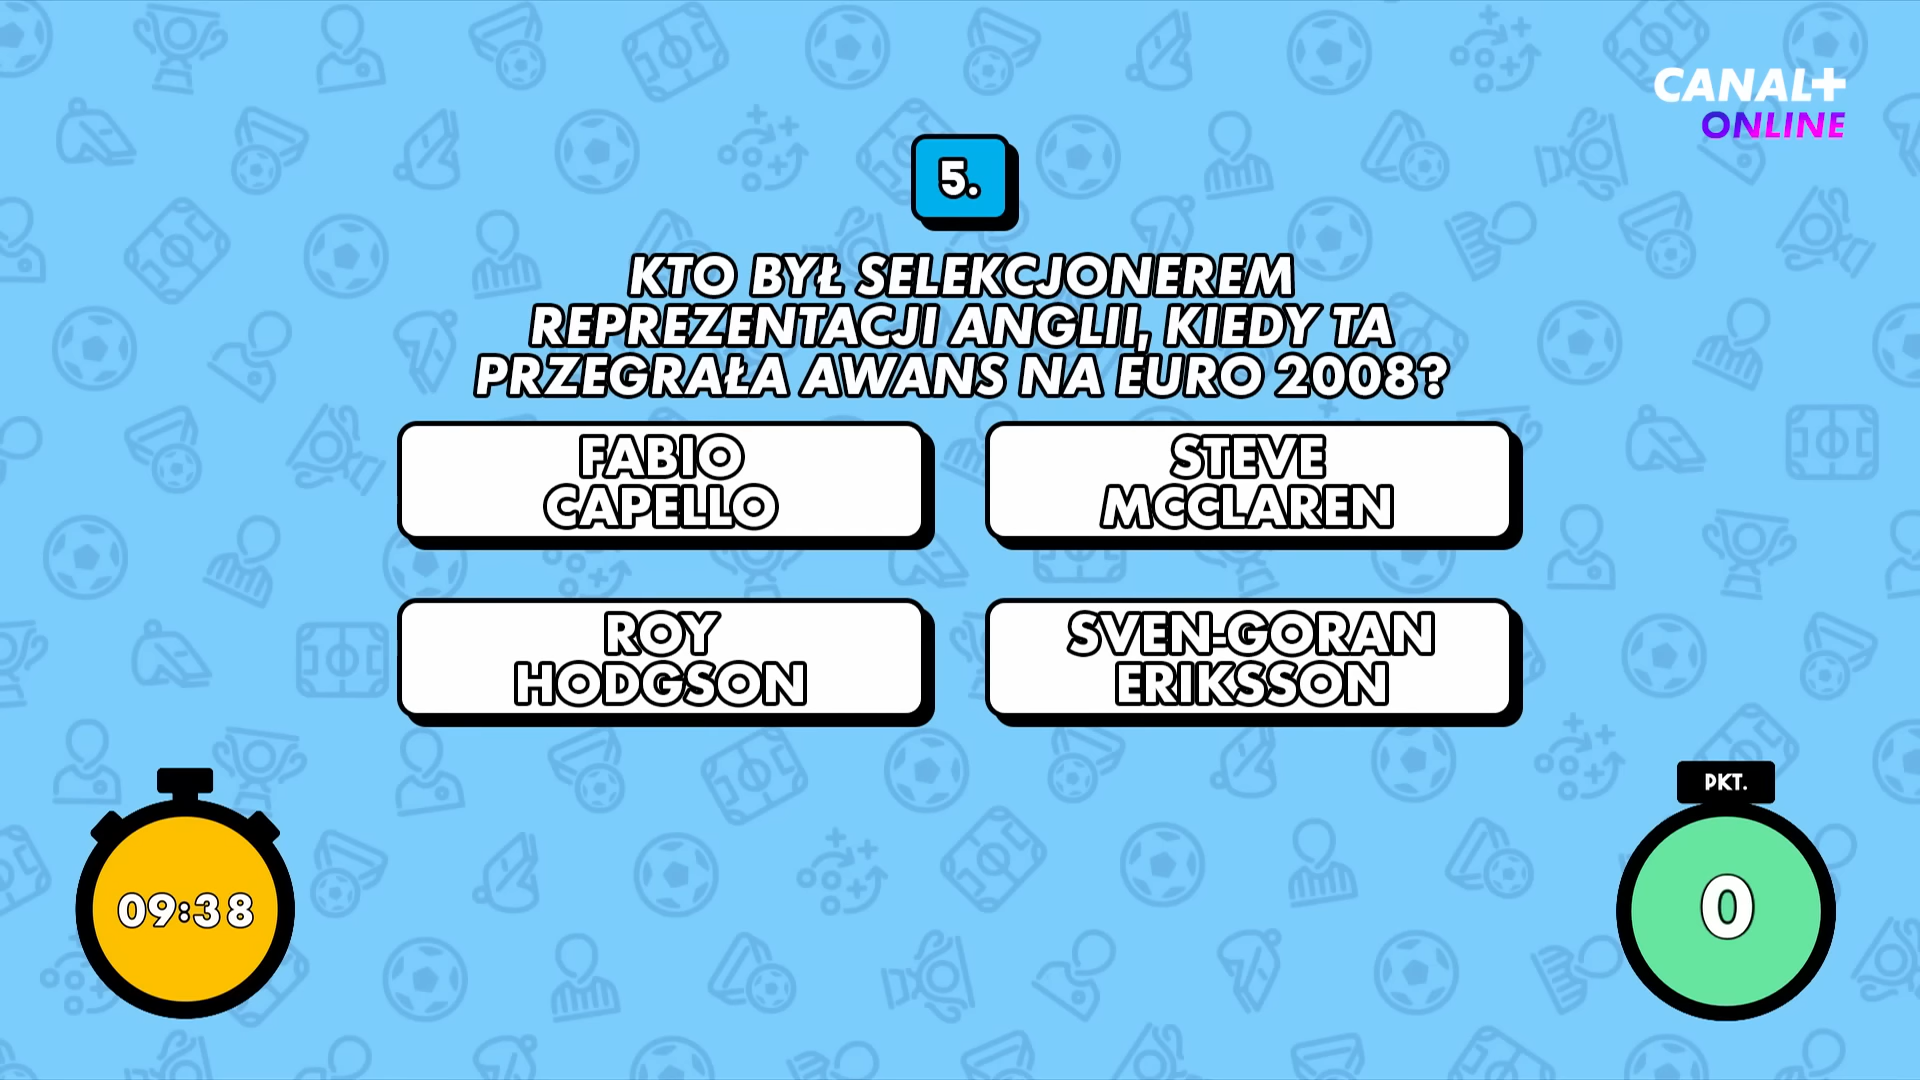 CANAL+
ONLINE
5.
KTO BYŁ SELEKCJONEREM
REPREZENTACJI ANGLII, KIEDY TA
PRZEGRAŁA AWANS NA EURO 2008?
FABIO
CAPELLO
STEVE
MCCLAREN
ROY
HODGSON
SVEN-GORAN
ERIKSSON
09:38
PKT.
0